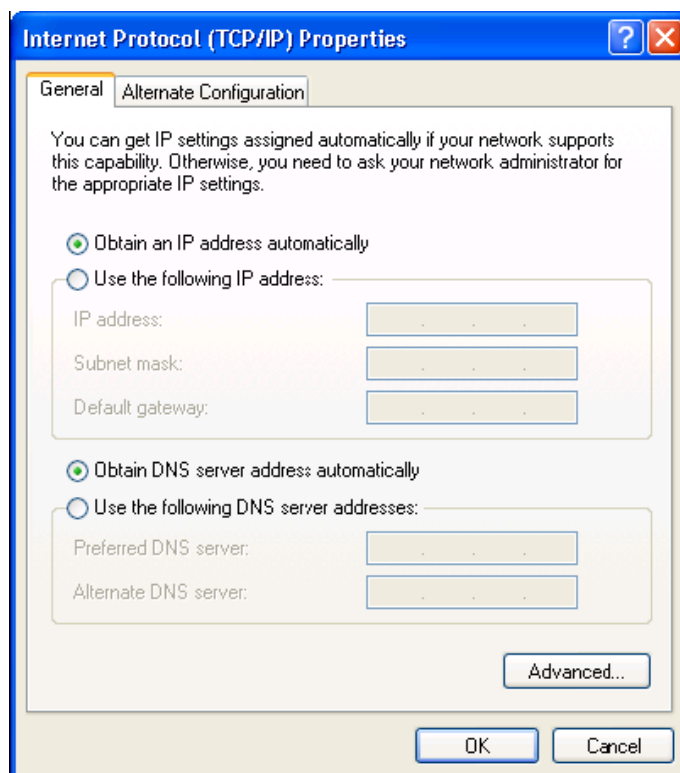 Internet Protocol (TCP/IP) Properties
General
Alternate Configuration
You can get IP settings assigned automatically if your network supports
this capability. Otherwise, you need to ask your network administrator for
the appropriate IP settings.
Obtain an IP address automatically
Use the following IP address:
IP address:
Subnet mask:
Default gateway:
Obtain DNS server address automatically
Use the following DNS server addresses:
Preferred DNS server:
Alternate DNS server:
Advanced...
OK
Cancel